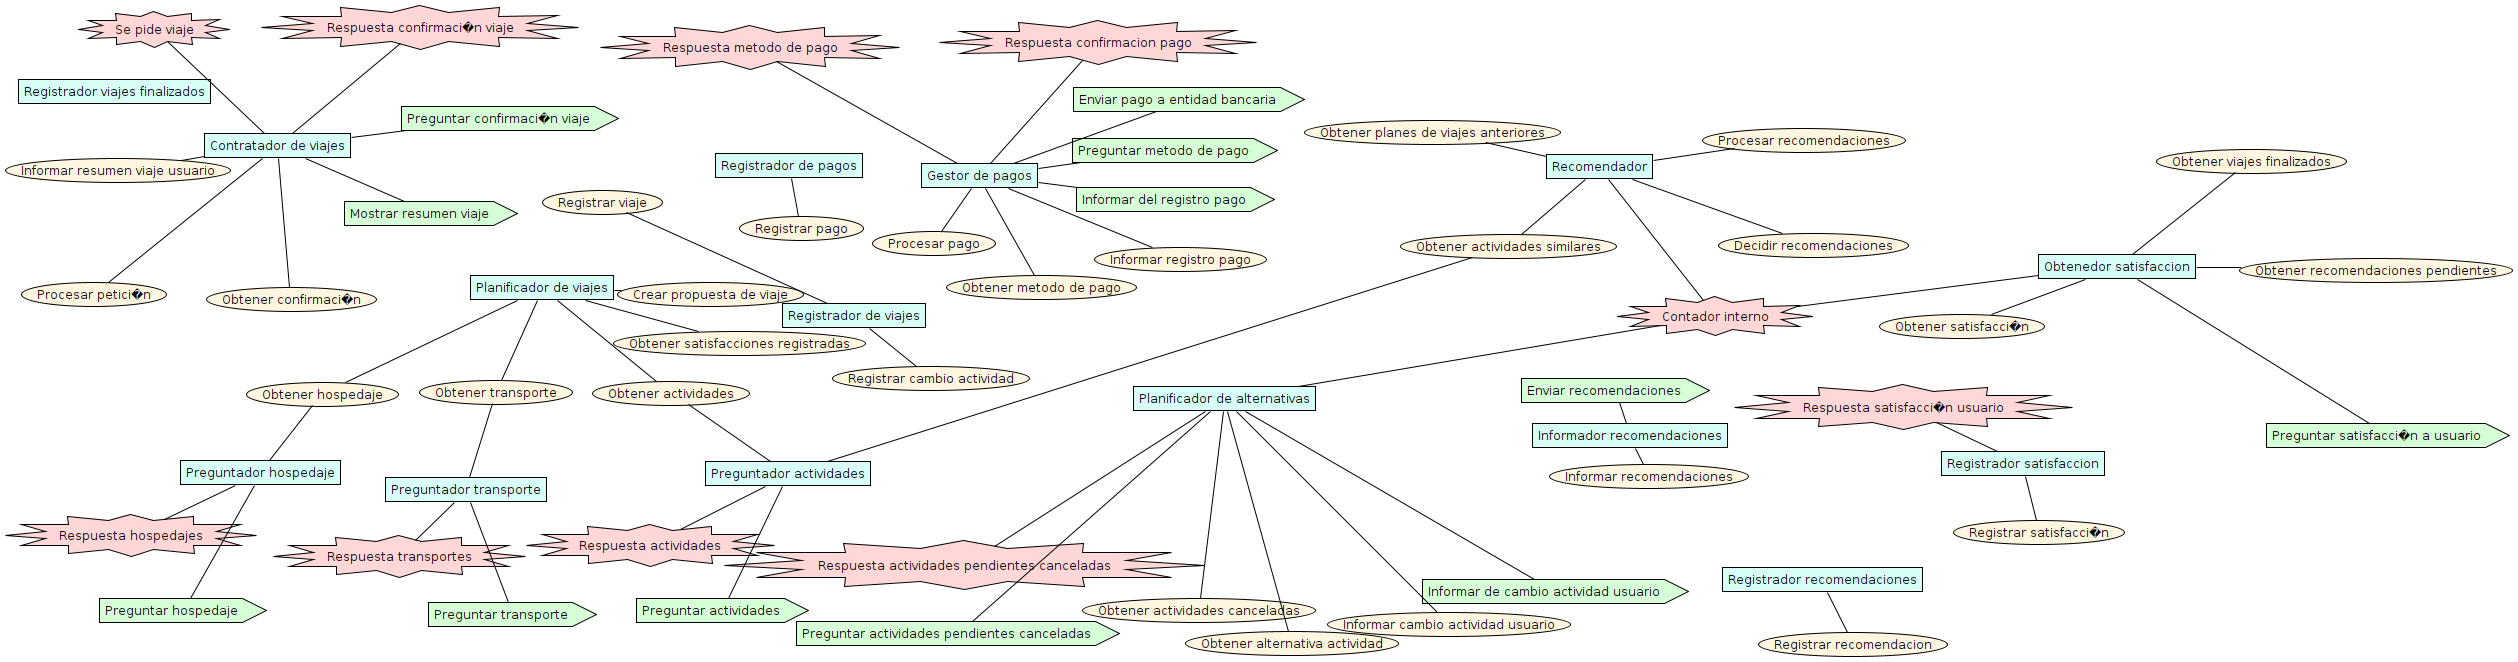 Se pide viaje
Respuesta confirmaci�n viaje
Respuesta metodo de pago
Respuesta confirmacion pago
Registrador viajes finalizados
Enviar pago a entidad bancaria
Preguntar confirmaci�n viaje
Obtener planes de viajes anteriores
Procesar recomendaciones
Contratador de viajes
Preguntar metodo de pago
Obtener viajes finalizados
Registrador de pagos
Recomendador
Informar resumen viaje usuario
Gestor de pagos
Informar del registro pago
Registrar viaje
Mostrar resumen viaje
Registrar pago
Procesar pago
Obtener actividades similares
Decidir recomendaciones
Informar registro pago
Obtenedor satisfaccion
Obtener recomendaciones pendientes
Planificador de viajes
Obtener metodo de pago
Procesar petici�n
Crear propuesta de viaje
Obtener confirmaci�n
Registrador de viajes
Contador interno
Obtener satisfacci�n
Obtener satisfacciones registradas
Registrar cambio actividad
Obtener hospedaje
Obtener transporte
Obtener actividades
Planificador de alternativas
Enviar recomendaciones
Respuesta satisfacci�n usuario
Informador recomendaciones
Preguntar satisfacci�n a usuario
Registrador satisfaccion
Preguntador hospedaje
Preguntador transporte
Preguntador actividades
Informar recomendaciones
Respuesta hospedajes
Respuesta transportes
Respuesta actividades
Respuesta actividades pendientes canceladas
Registrar satisfacci�n
Registrador recomendaciones
Informar de cambio actividad usuario
Preguntar hospedaje
Preguntar transporte
Preguntar actividades
Obtener actividades canceladas
Informar cambio actividad usuario
Preguntar actividades pendientes canceladas
Obtener alternativa actividad
Registrar recomendacion